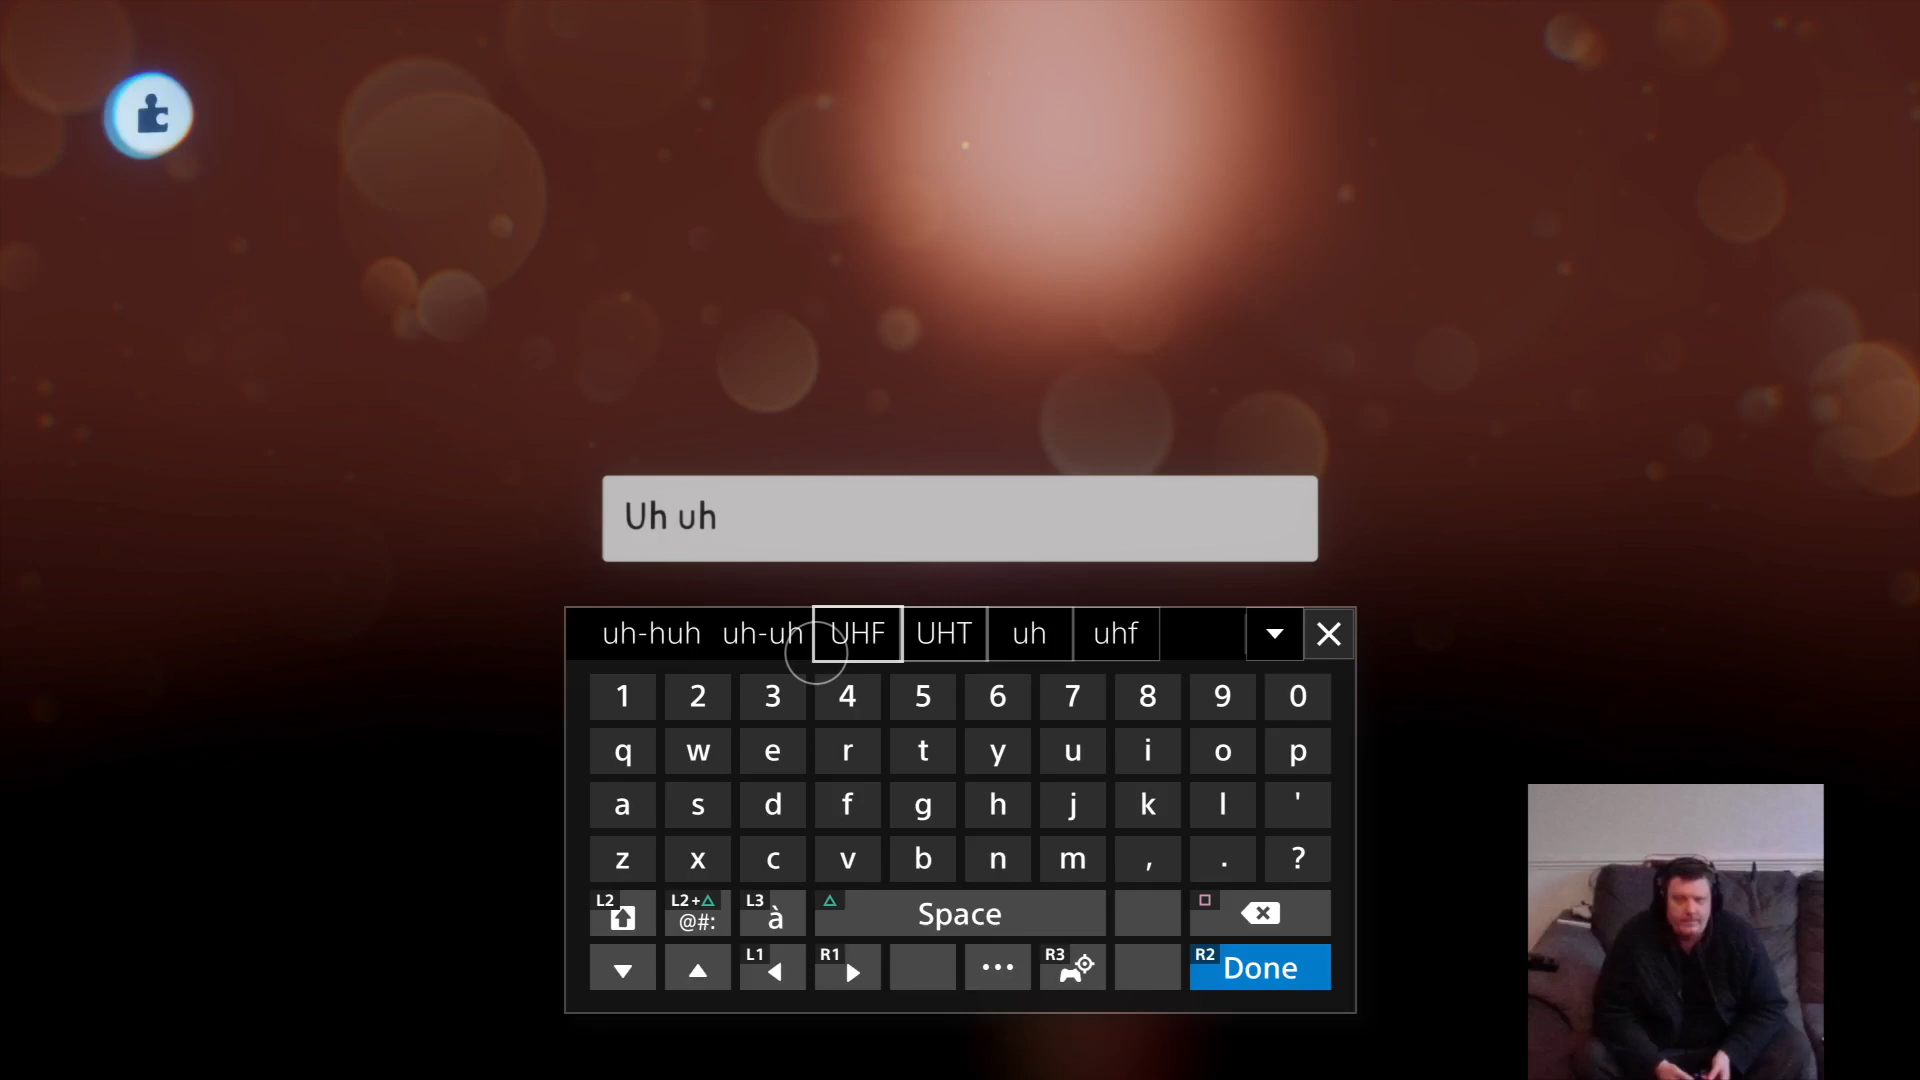 Uh uh
uh-huh uh-uh UHF UHT uh uhf
1 2 3 4 5 6 7 8 9 0
q w e r t y u i o p
a s d f g h j k l '
z x c v b n m , . ?
L2 L2+△ @#: L3 à △ Space □
L1 R1 ... R3 R2 Done